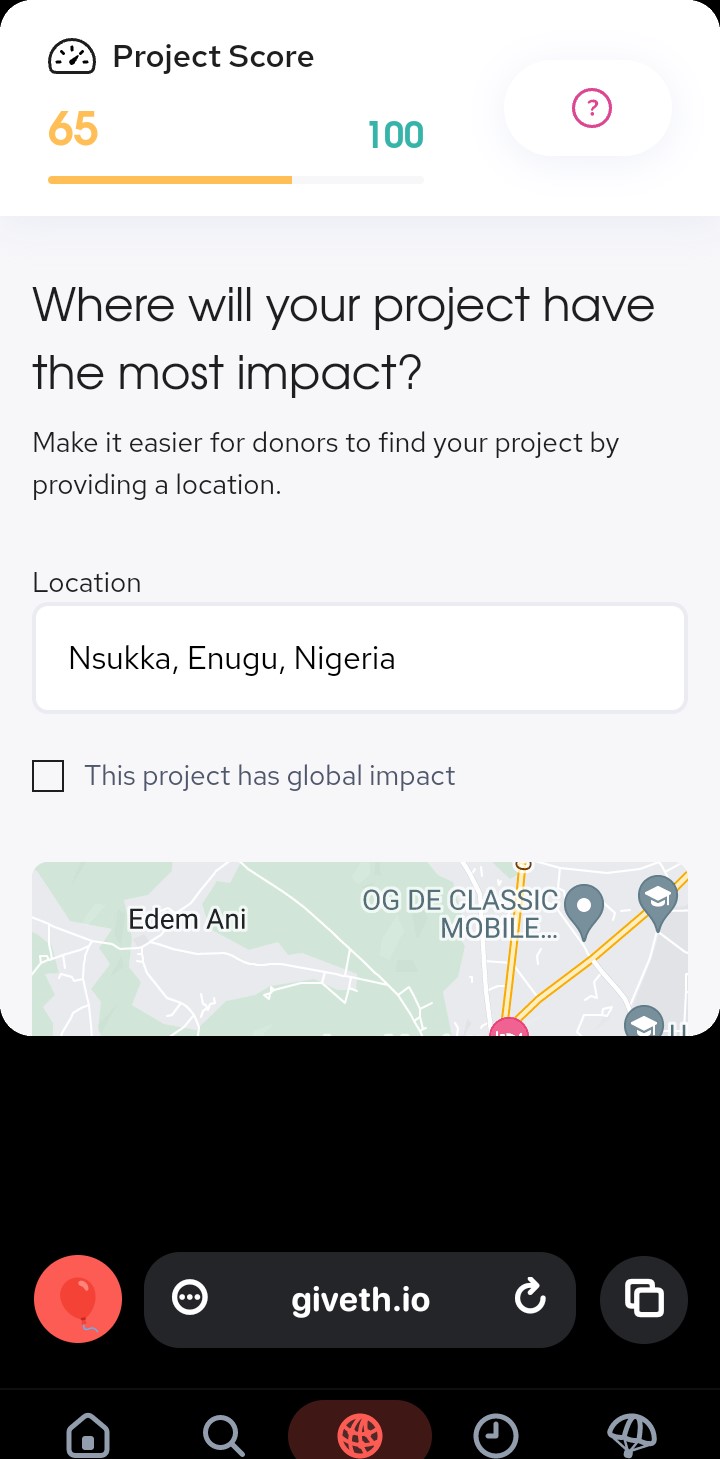 Project Score
65
100
?
Where will your project have
the most impact?
Make it easier for donors to find your project by
providing a location.
Location
Nsukka, Enugu, Nigeria
This project has global impact
Edem Ani
OG DE CLASSIC
MOBILE...
giveth.io